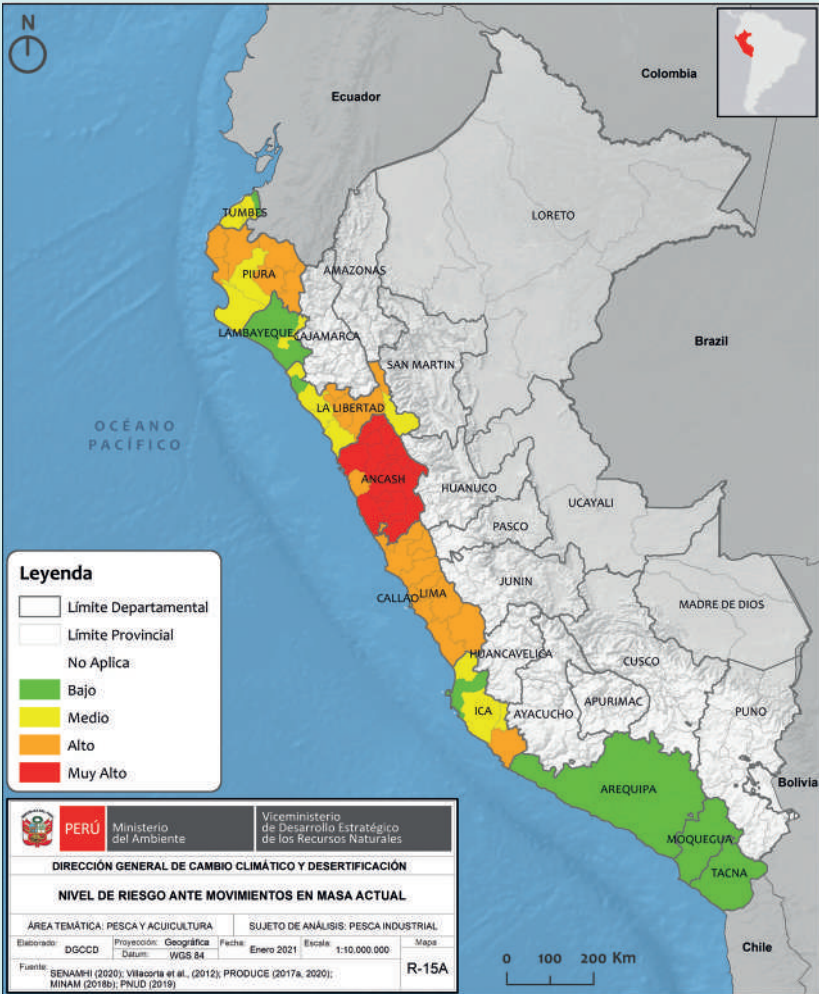 N
Colombia
Ecuador
LORETO
TUMBES
PIURA
AMAZONAS
LAMBAYEQUE
CAJAMARCA
SAN MARTIN
Brazil
LA LIBERTAD
OCÉANO
PACÍFICO
ANCASH
HUANUCO
UCAYALI
PASCO
JUNIN
CALLAO
LIMA
MADRE DE DIOS
HUANCAVELICA
CUSCO
ICA
AYACUCHO
APURIMAC
PUNO
AREQUIPA
Bolivia
MOQUEGUA
TACNA
Chile
0 100 200 Km
Leyenda
Límite Departamental
Límite Provincial
No Aplica
Bajo
Medio
Alto
Muy Alto
PERÚ
Ministerio
del Ambiente
Viceministerio
de Desarrollo Estratégico
de los Recursos Naturales
DIRECCIÓN GENERAL DE CAMBIO CLIMÁTICO Y DESERTIFICACIÓN
NIVEL DE RIESGO ANTE MOVIMIENTOS EN MASA ACTUAL
ÁREA TEMÁTICA: PESCA Y ACUICULTURA
SUJETO DE ANÁLISIS: PESCA INDUSTRIAL
Elaborado: DGCCD
Proyección: Geográfica
Datum: WGS 84
Fecha: Enero 2021
Escala: 1:10.000.000
Mapa
R-15A
Fuente: SENAMHI (2020); Villacorta et al., (2012); PRODUCE (2017a, 2020);
MINAM (2018b); PNUD (2019)